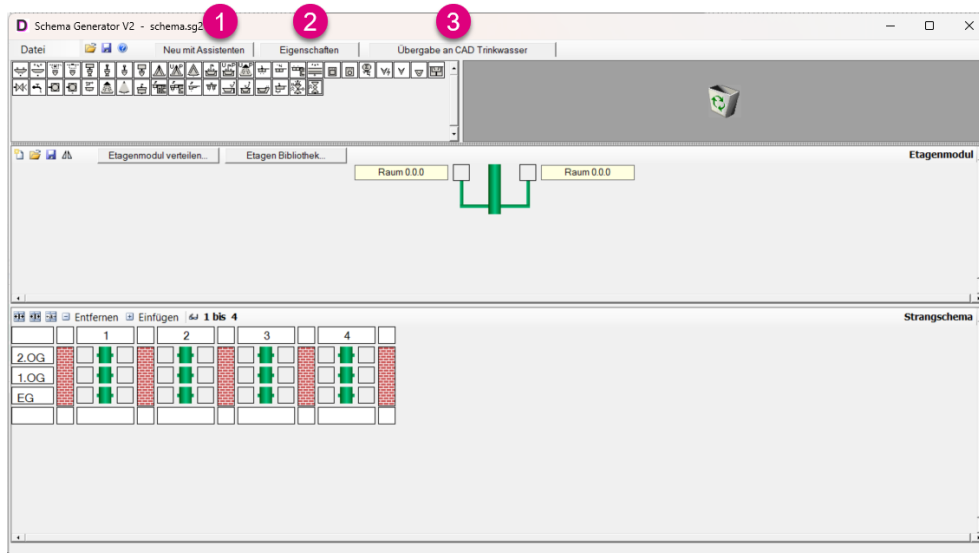 1 2 3
D Schema Generator V2 - schema.sg2
Datei Neu mit Assistenten Eigenschaften Übergabe an CAD Trinkwasser
Etagenmodul verteilen... Etagen Bibliothek... Etagenmodul
Raum 0.0.0 Raum 0.0.0
Entfernen Einfügen 1 bis 4 Strangschema
1 2 3 4
2.OG
1.OG
EG